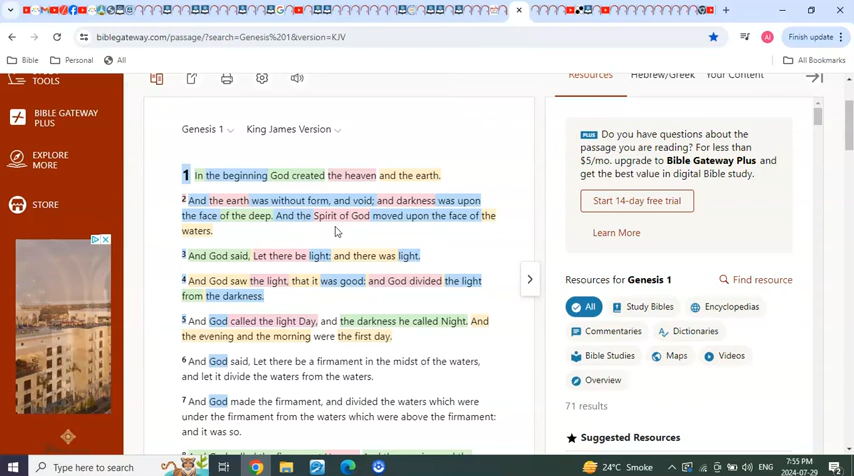 Finish update
biblegateway.com/passage/?search=Genesis%201&version=KJV
AI
Bible
Personal
All
All Bookmarks
TOOLS
BIBLE GATEWAY
PLUS
EXPLORE
MORE
STORE
Genesis 1
King James Version
1 In the beginning God created the heaven and the earth.
2 And the earth was without form, and void; and darkness was upon
the face of the deep. And the Spirit of God moved upon the face of the
waters.
3 And God said, Let there be light: and there was light.
4 And God saw the light, that it was good: and God divided the light
from the darkness.
5 And God called the light Day, and the darkness he called Night. And
the evening and the morning were the first day.
6 And God said, Let there be a firmament in the midst of the waters,
and let it divide the waters from the waters.
7 And God made the firmament, and divided the waters which were
under the firmament from the waters which were above the firmament:
and it was so.
Resources
Hebrew/Greek
Your Content
PLUS Do you have questions about the
passage you are reading? For less than
$5/mo. upgrade to Bible Gateway Plus and
get the best value in digital Bible study.
Start 14-day free trial
Learn More
Resources for Genesis 1
Find resource
All
Study Bibles
Encyclopedias
Commentaries
Dictionaries
Bible Studies
Maps
Videos
Overview
71 results
Suggested Resources
Type here to search
24°C Smoke
ENG
7:55 PM
2024-07-29